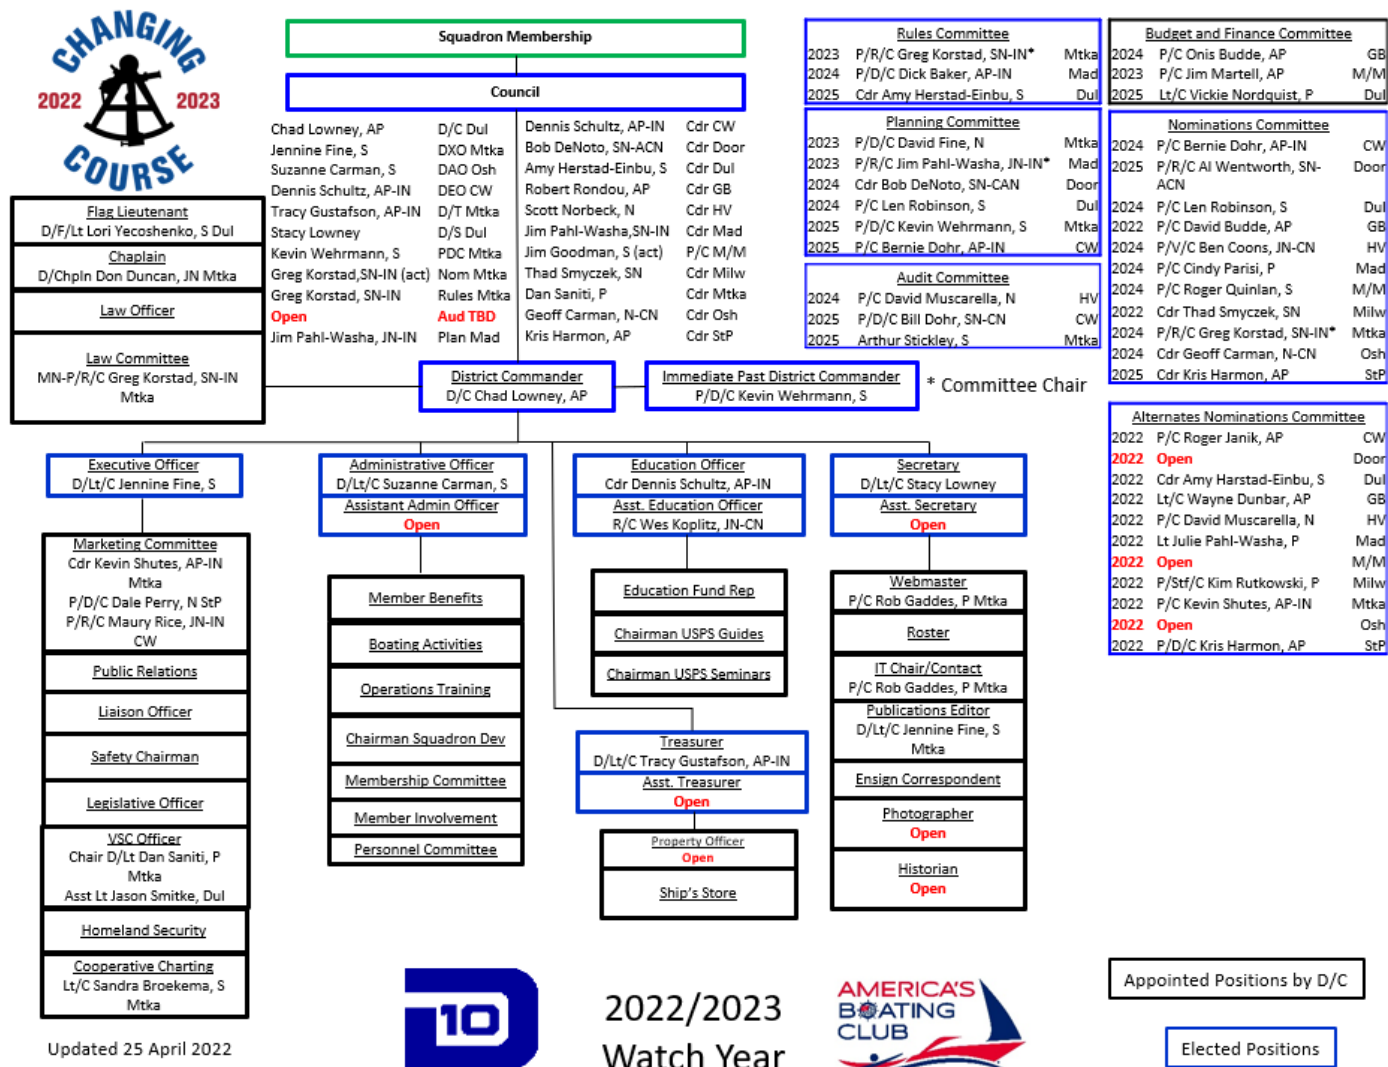 CHANGING
2022 2023
COURSE
Squadron Membership
Council
Chad Lowney, AP D/C Dul
Jennine Fine, S DXO Mtka
Suzanne Carman, S DAO Osh
Dennis Schultz, AP-IN DEO CW
Tracy Gustafson, AP-IN D/T Mtka
Stacy Lowney D/S Dul
Kevin Wehrmann, S PDC Mtka
Greg Korstad,SN-IN (act) Nom Mtka
Greg Korstad, SN-IN Rules Mtka
Open Aud TBD
Jim Pahl-Washa, JN-IN Plan Mad
Dennis Schultz, AP-IN Cdr CW
Bob DeNoto, SN-ACN Cdr Door
Amy Herstad-Einbu, S Cdr Dul
Robert Rondou, AP Cdr GB
Scott Norbeck, N Cdr HV
Jim Pahl-Washa,SN-IN Cdr Mad
Jim Goodman, S (act) P/C M/M
Thad Smyczek, SN Cdr Milw
Dan Saniti, P Cdr Mtka
Geoff Carman, N-CN Cdr Osh
Kris Harmon, AP Cdr StP
Rules Committee
2023 P/R/C Greg Korstad, SN-IN* Mtka
2024 P/D/C Dick Baker, AP-IN Mad
2025 Cdr Amy Herstad-Einbu, S Dul
Planning Committee
2023 P/D/C David Fine, N Mtka
2023 P/R/C Jim Pahl-Washa, JN-IN* Mad
2024 Cdr Bob DeNoto, SN-CAN Door
2024 P/C Len Robinson, S Dul
2025 P/D/C Kevin Wehrmann, S Mtka
2025 P/C Bernie Dohr, AP-IN CW
Audit Committee
2024 P/C David Muscarella, N HV
2025 P/D/C Bill Dohr, SN-CN CW
2025 Arthur Stickley, S Mtka
Budget and Finance Committee
2024 P/C Onis Budde, AP GB
2023 P/C Jim Martell, AP M/M
2025 Lt/C Vickie Nordquist, P Dul
Nominations Committee
2024 P/C Bernie Dohr, AP-IN CW
2025 P/R/C Al Wentworth, SN- Door
ACN
2024 P/C Len Robinson, S Dul
2022 P/C David Budde, AP GB
2024 P/V/C Ben Coons, JN-CN HV
2024 P/C Cindy Parisi, P Mad
2024 P/C Roger Quinlan, S M/M
2022 Cdr Thad Smyczek, SN Milw
2024 P/R/C Greg Korstad, SN-IN* Mtka
2024 Cdr Geoff Carman, N-CN Osh
2025 Cdr Kris Harmon, AP StP
Alternates Nominations Committee
2022 P/C Roger Janik, AP CW
2022 Open Door
2022 Cdr Amy Harstad-Einbu, S Dul
2022 Lt/C Wayne Dunbar, AP GB
2022 P/C David Muscarella, N HV
2022 Lt Julie Pahl-Washa, P Mad
2022 Open M/M
2022 P/Stf/C Kim Rutkowski, P Milw
2022 P/C Kevin Shutes, AP-IN Mtka
2022 Open Osh
2022 P/D/C Kris Harmon, AP StP
Flag Lieutenant
D/F/Lt Lori Yecoshenko, S Dul
Chaplain
D/Chpln Don Duncan, JN Mtka
Law Officer
Law Committee
MN-P/R/C Greg Korstad, SN-IN
Mtka
District Commander
D/C Chad Lowney, AP
Immediate Past District Commander
P/D/C Kevin Wehrmann, S
* Committee Chair
Executive Officer
D/Lt/C Jennine Fine, S
Marketing Committee
Cdr Kevin Shutes, AP-IN
Mtka
P/D/C Dale Perry, N StP
P/R/C Maury Rice, JN-IN
CW
Public Relations
Liaison Officer
Safety Chairman
Legislative Officer
VSC Officer
Chair D/Lt Dan Saniti, P
Mtka
Asst Lt Jason Smitke, Dul
Homeland Security
Cooperative Charting
Lt/C Sandra Broekema, S
Mtka
Administrative Officer
D/Lt/C Suzanne Carman, S
Assistant Admin Officer
Open
Member Benefits
Boating Activities
Operations Training
Chairman Squadron Dev
Membership Committee
Member Involvement
Personnel Committee
Education Officer
Cdr Dennis Schultz, AP-IN
Asst. Education Officer
R/C Wes Koplitz, JN-CN
Education Fund Rep
Chairman USPS Guides
Chairman USPS Seminars
Treasurer
D/Lt/C Tracy Gustafson, AP-IN
Asst. Treasurer
Open
Property Officer
Open
Ship's Store
Secretary
D/Lt/C Stacy Lowney
Asst. Secretary
Open
Webmaster
P/C Rob Gaddes, P Mtka
Roster
IT Chair/Contact
P/C Rob Gaddes, P Mtka
Publications Editor
D/Lt/C Jennine Fine, S
Mtka
Ensign Correspondent
Photographer
Open
Historian
Open
Updated 25 April 2022
D 10
2022/2023
Watch Year
AMERICA'S
BOATING
CLUB
Appointed Positions by D/C
Elected Positions